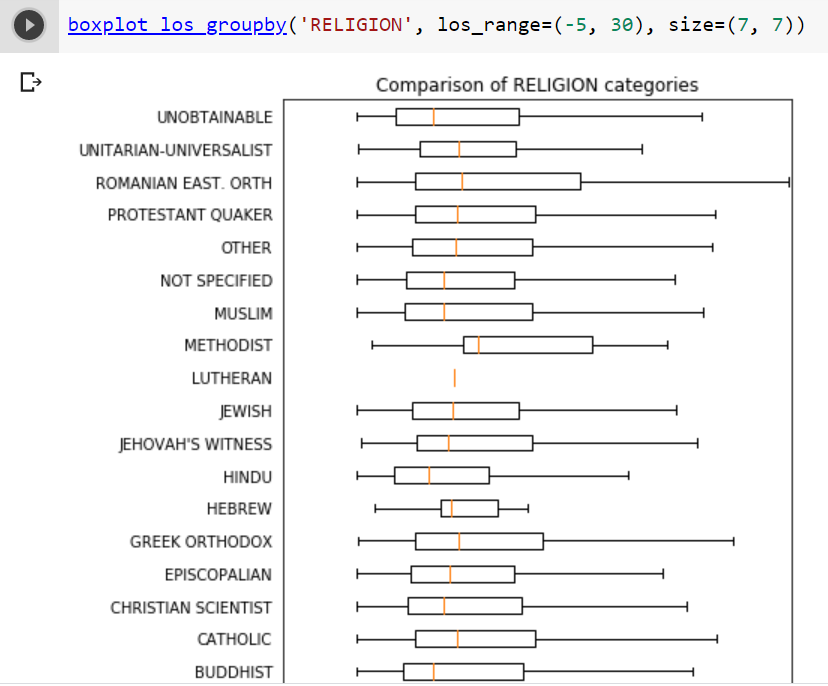 boxplot_los_groupby('RELIGION', los_range=(-5, 30), size=(7, 7))
Comparison of RELIGION categories
UNOBTAINABLE
UNITARIAN-UNIVERSALIST
ROMANIAN EAST. ORTH
PROTESTANT QUAKER
OTHER
NOT SPECIFIED
MUSLIM
METHODIST
LUTHERAN
JEWISH
JEHOVAH'S WITNESS
HINDU
HEBREW
GREEK ORTHODOX
EPISCOPALIAN
CHRISTIAN SCIENTIST
CATHOLIC
BUDDHIST